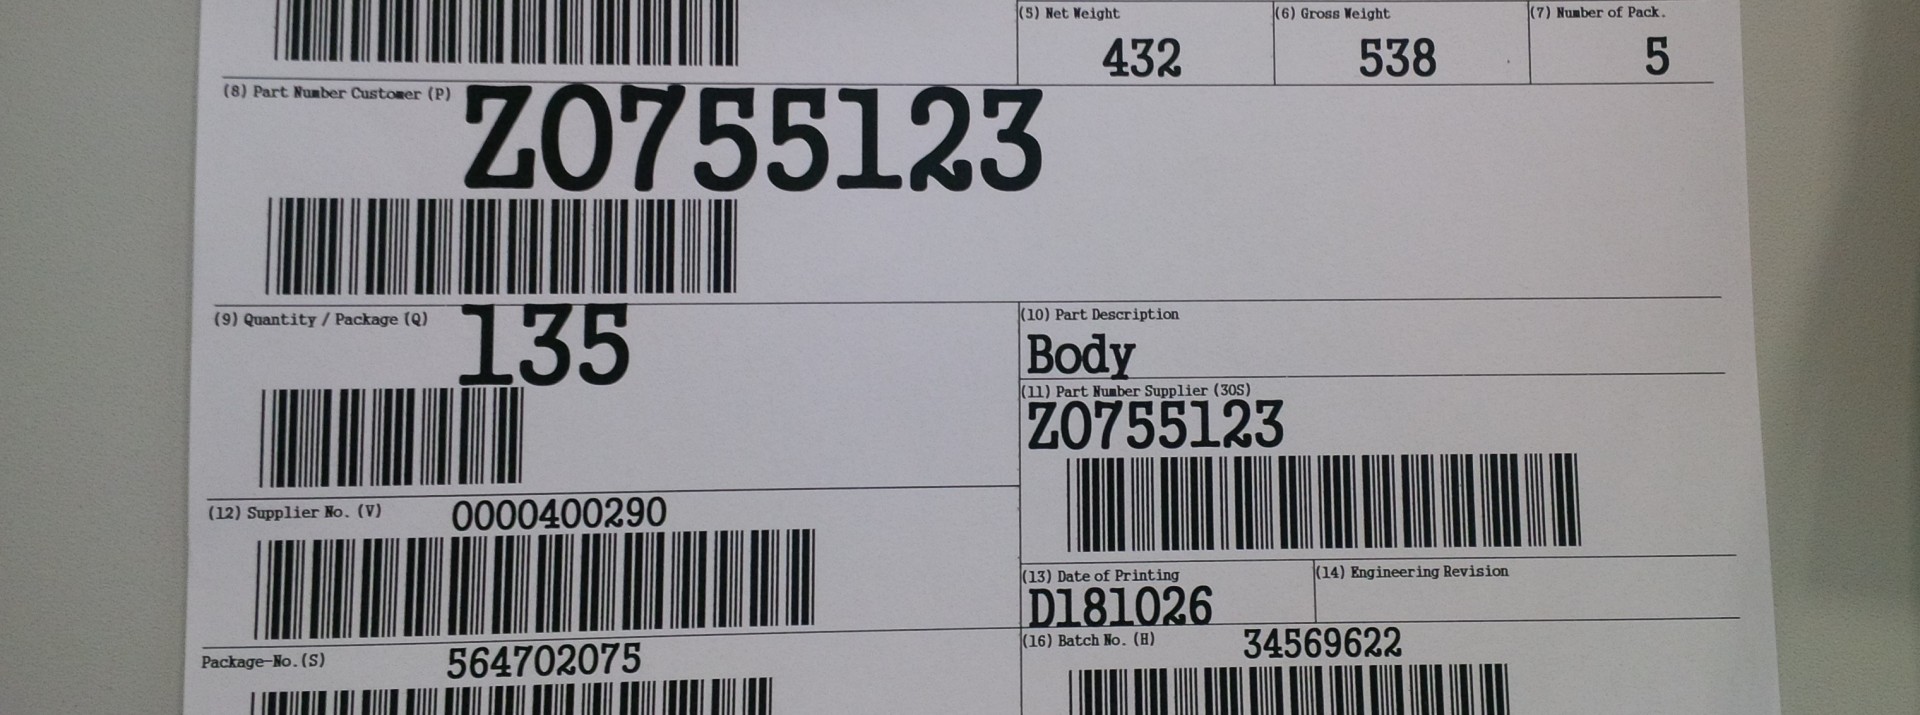 (5) Net Weight
432
(6) Gross Weight
538
(7) Number of Pack.
5
(8) Part Number Customer (P)
Z0755123
(9) Quantity / Package (Q)
135
(10) Part Description
Body
(11) Part Number Supplier (30S)
Z0755123
(12) Supplier No. (V)
0000400290
(13) Date of Printing
D181026
(14) Engineering Revision
Package-No.(S)
564702075
(16) Batch No. (H)
34569622